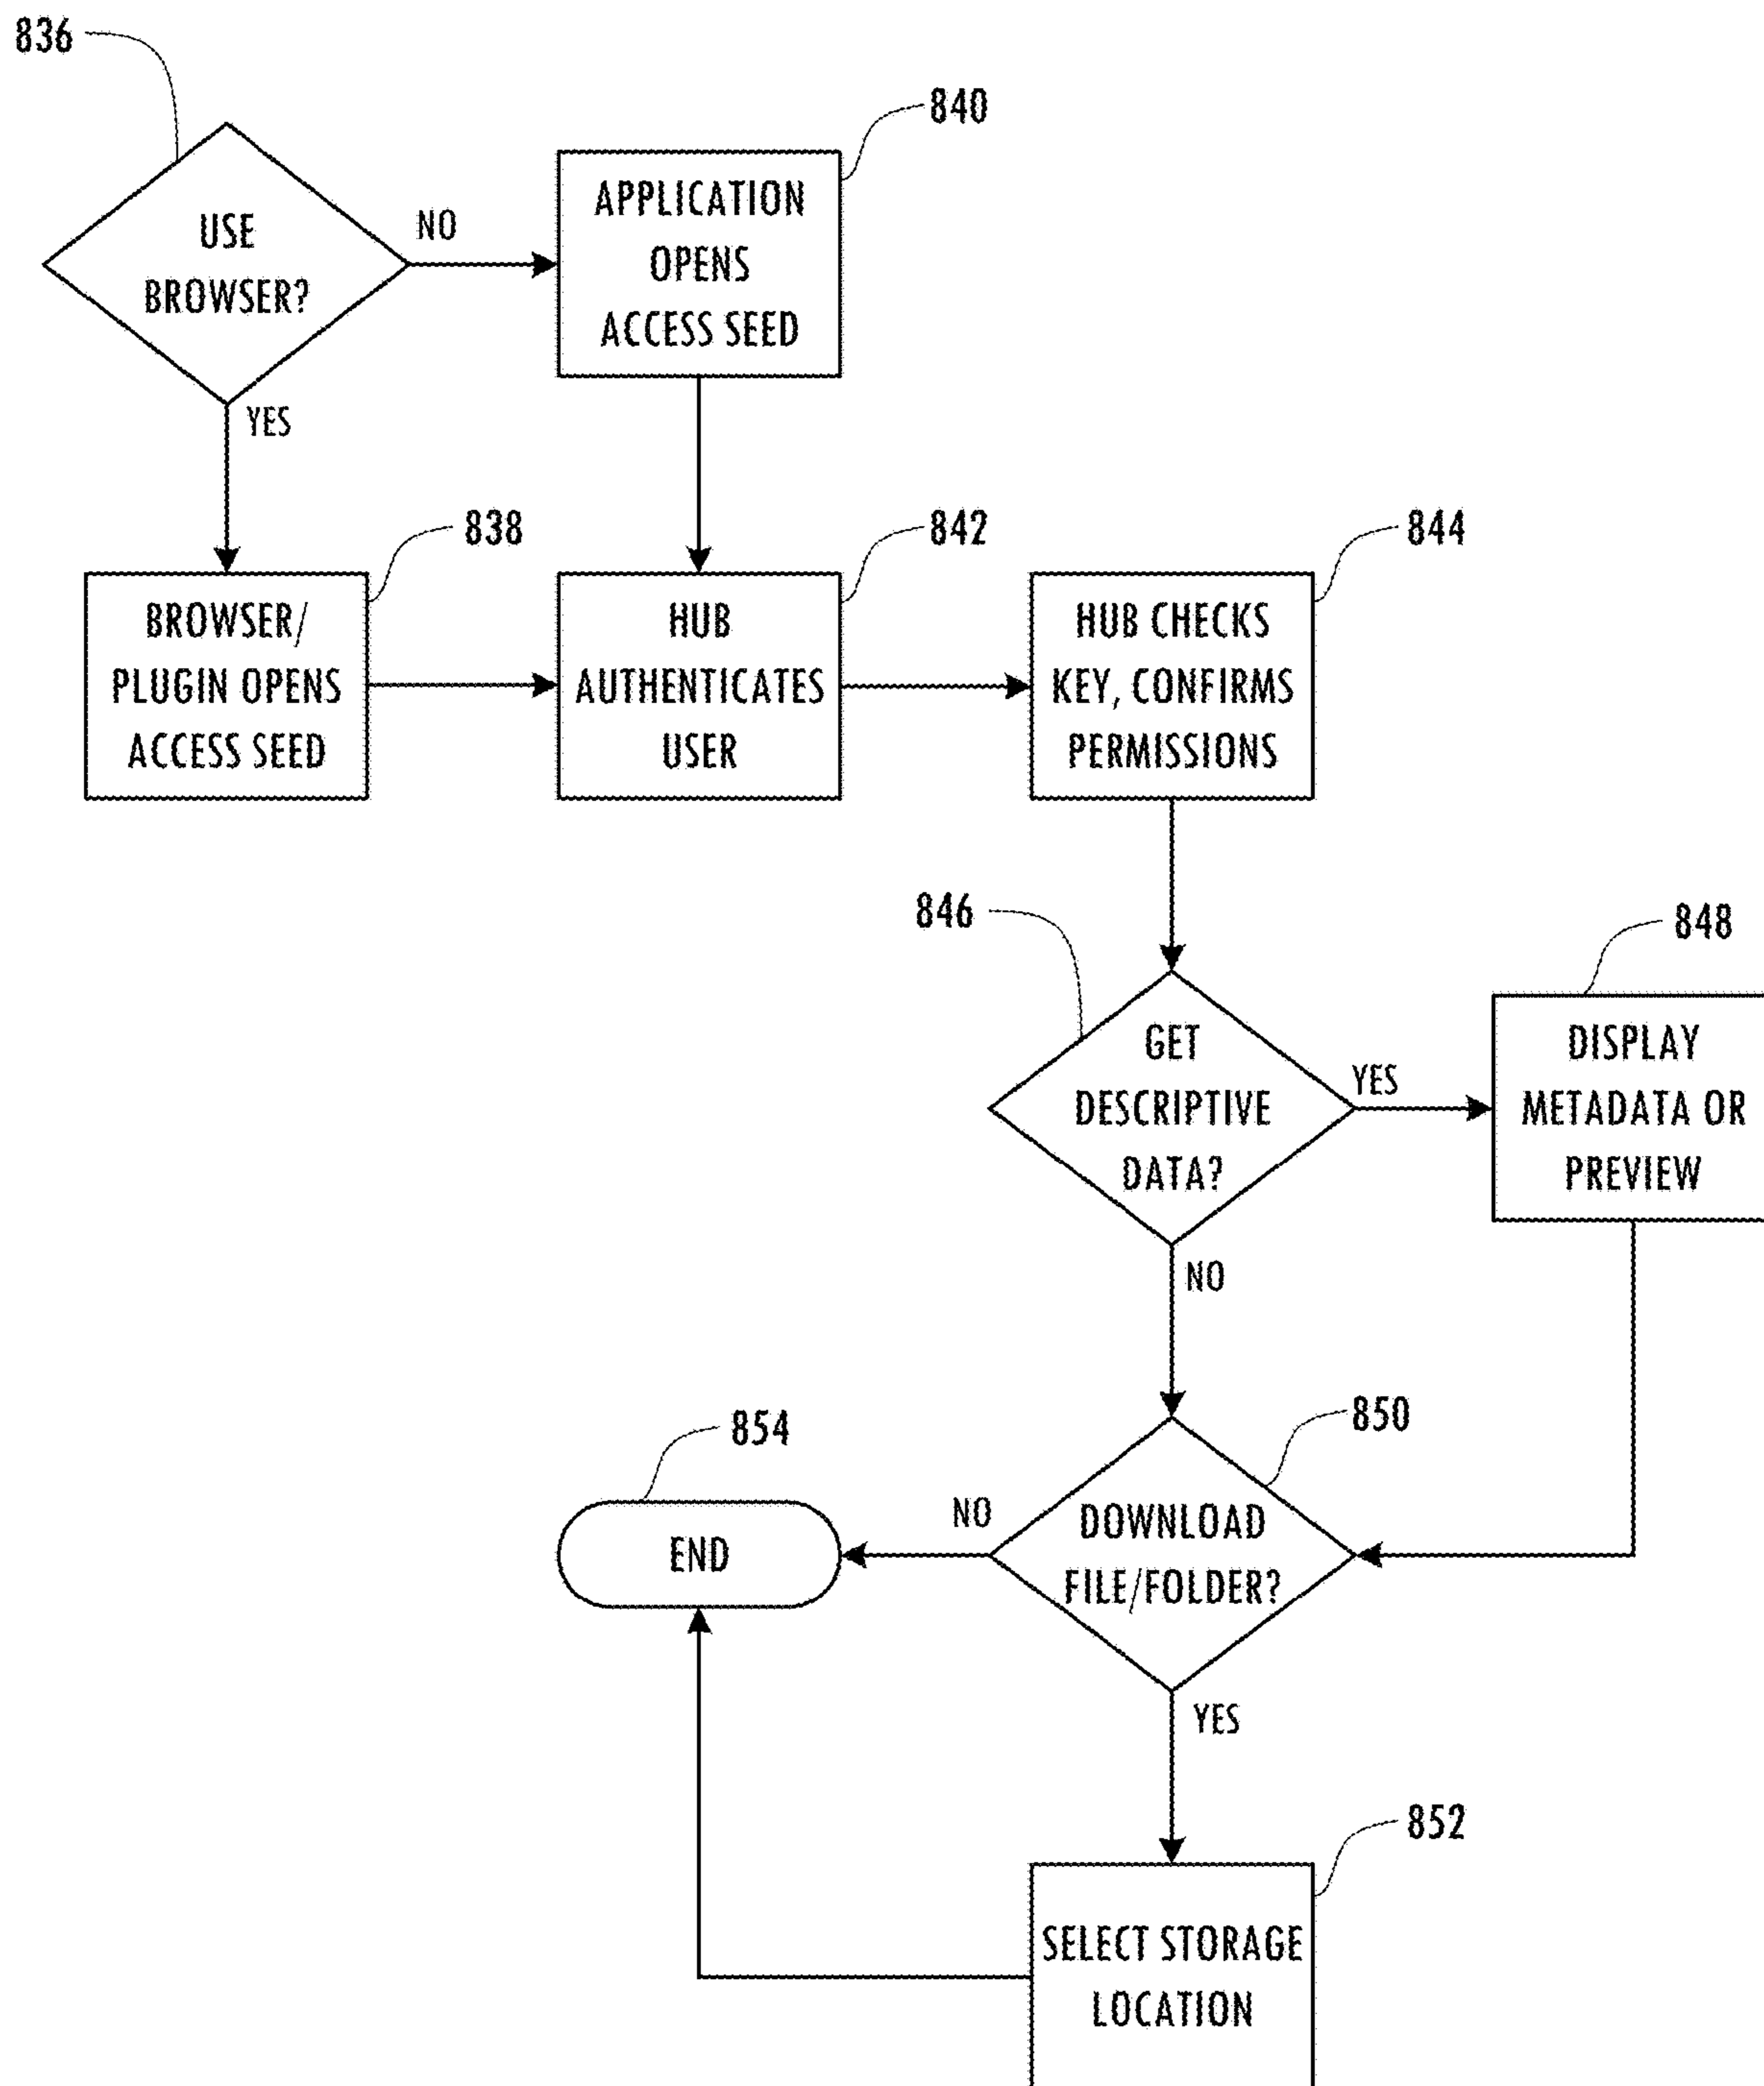 836
840
USE
BROWSER?
NO
APPLICATION
OPENS
ACCESS SEED
YES
838
842
844
BROWSER/
PLUGIN OPENS
ACCESS SEED
HUB
AUTHENTICATES
USER
HUB CHECKS
KEY, CONFIRMS
PERMISSIONS
846
848
GET
DESCRIPTIVE
DATA?
YES
DISPLAY
METADATA OR
PREVIEW
NO
850
854
END
NO
DOWNLOAD
FILE/FOLDER?
YES
852
SELECT STORAGE
LOCATION